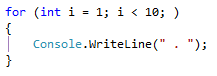 for (int i = 1; i < 10; )
{
    Console.WriteLine(" . ");
}